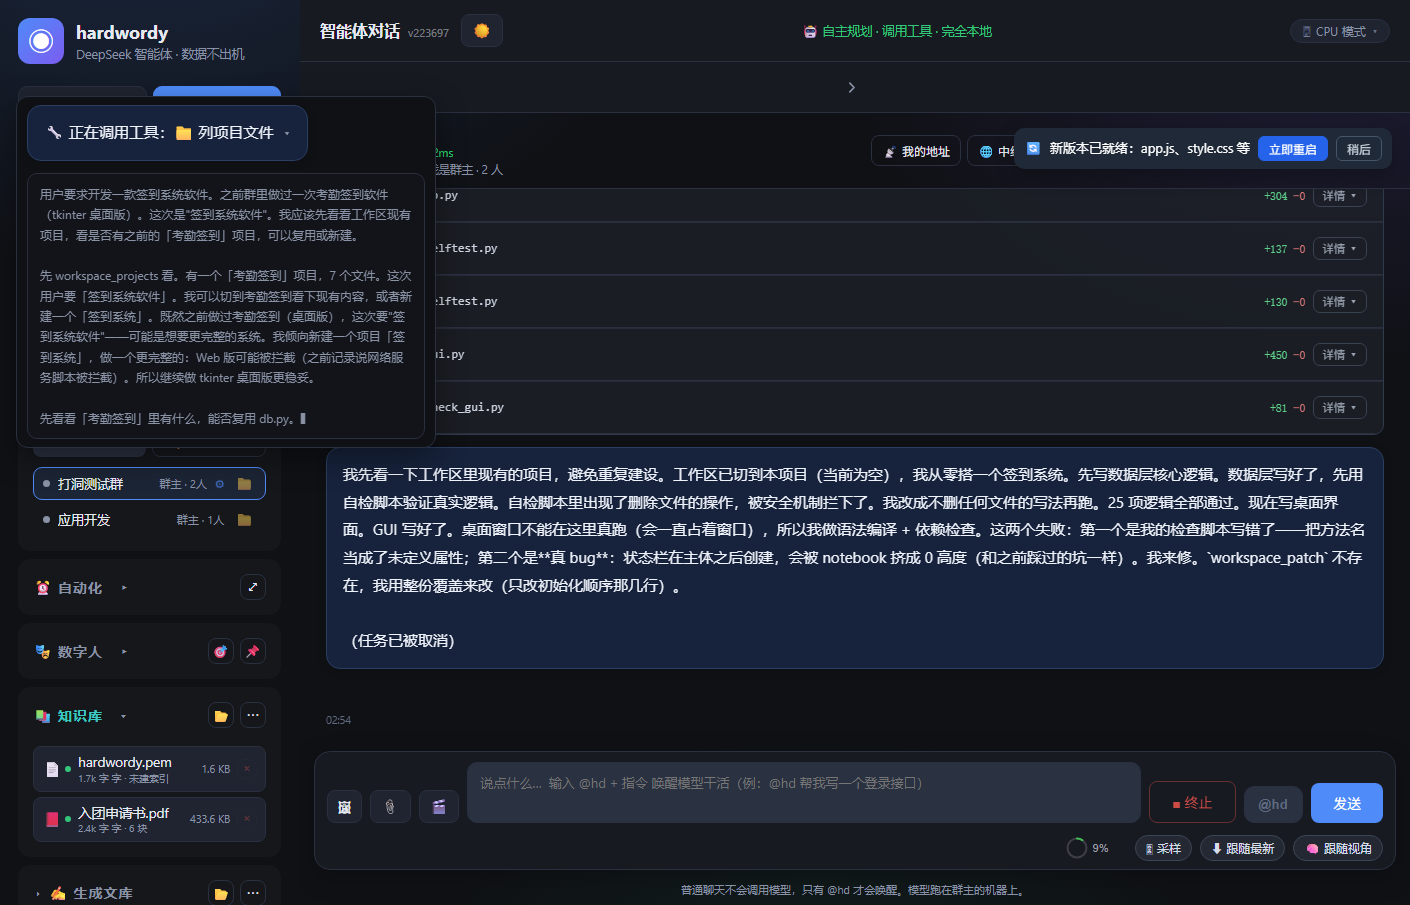 hardwordy
DeepSeek 智能体 · 数据不出机
智能体对话 v223697
自主规划 · 调用工具 · 完全本地
CPU 模式
正在调用工具： 列项目文件
用户要求开发一款签到系统软件。之前群里做过一次考勤签到软件
（tkinter 桌面版）。这次是"签到系统软件"。我应该先看看工作区现有
项目，看是否有之前的「考勤签到」项目，可以复用或新建。
先 workspace_projects 看。有一个「考勤签到」项目，7 个文件。这次
用户要「签到系统软件」。我可以切到考勤签到看下现有内容，或者新
建一个「签到系统」。既然之前做过考勤签到（桌面版），这次要"签
到系统软件"——可能是想要更完整的系统。我倾向新建一个项目「签
到系统」，做一个更完整的：Web 版可能被拦截（之前记录说网络服
务脚本被拦截）。所以继续做 tkinter 桌面版更稳妥。
先看看「考勤签到」里有什么，能否复用 db.py。
2ms
是群主 · 2 人
我的地址
新版本已就绪：app.js、style.css 等
立即重启
稍后
.py
+304 −0 详情
elftest.py
+137 −0 详情
elftest.py
+130 −0 详情
ui.py
+450 −0 详情
heck_gui.py
+81 −0 详情
我先看一下工作区里现有的项目，避免重复建设。工作区已切到本项目（当前为空），我从零搭一个签到系统。先写数据层核心逻辑。数据层写好了，先用
自检脚本验证真实逻辑。自检脚本里出现了删除文件的操作，被安全机制拦下了。我改成不删任何文件的写法再跑。25 项逻辑全部通过。现在写桌面界
面。GUI 写好了。桌面窗口不能在这里真跑（会一直占着窗口），所以我做语法编译 + 依赖检查。这两个失败：第一个是我的检查脚本写错了——把方法名
当成了未定义属性；第二个是**真 bug**：状态栏在主体之后创建，会被 notebook 挤成 0 高度（和之前踩过的坑一样）。我来修。`workspace_patch` 不存
在，我用整份覆盖来改（只改初始化顺序那几行）。
（任务已被取消）
02:54
打洞测试群 群主 · 2人
应用开发 群主 · 1人
自动化
数字人
知识库
hardwordy.pem
1.7k 字 字 · 未建索引
1.6 KB
入团申请书.pdf
2.4k 字 字 · 6 块
433.6 KB
生成文库
说点什么... 输入 @hd + 指令 唤醒模型干活（例：@hd 帮我写一个登录接口）
终止
@hd
发送
9%
采样
跟随最新
跟随视角
普通聊天不会调用模型，只有 @hd 才会唤醒。模型跑在群主的机器上。